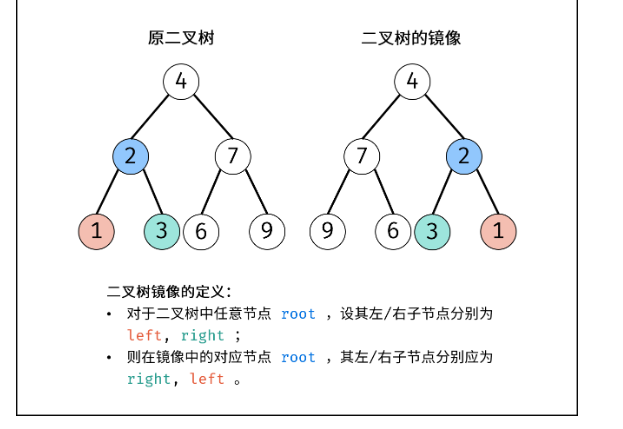 原二叉树 二叉树的镜像
4 4
2 7 7 2
1 3 6 9 9 6 3 1
二叉树镜像的定义：
• 对于二叉树中任意节点 root ，设其左/右子节点分别为
left, right ；
• 则在镜像中的对应节点 root ，其左/右子节点分别应为
right, left 。